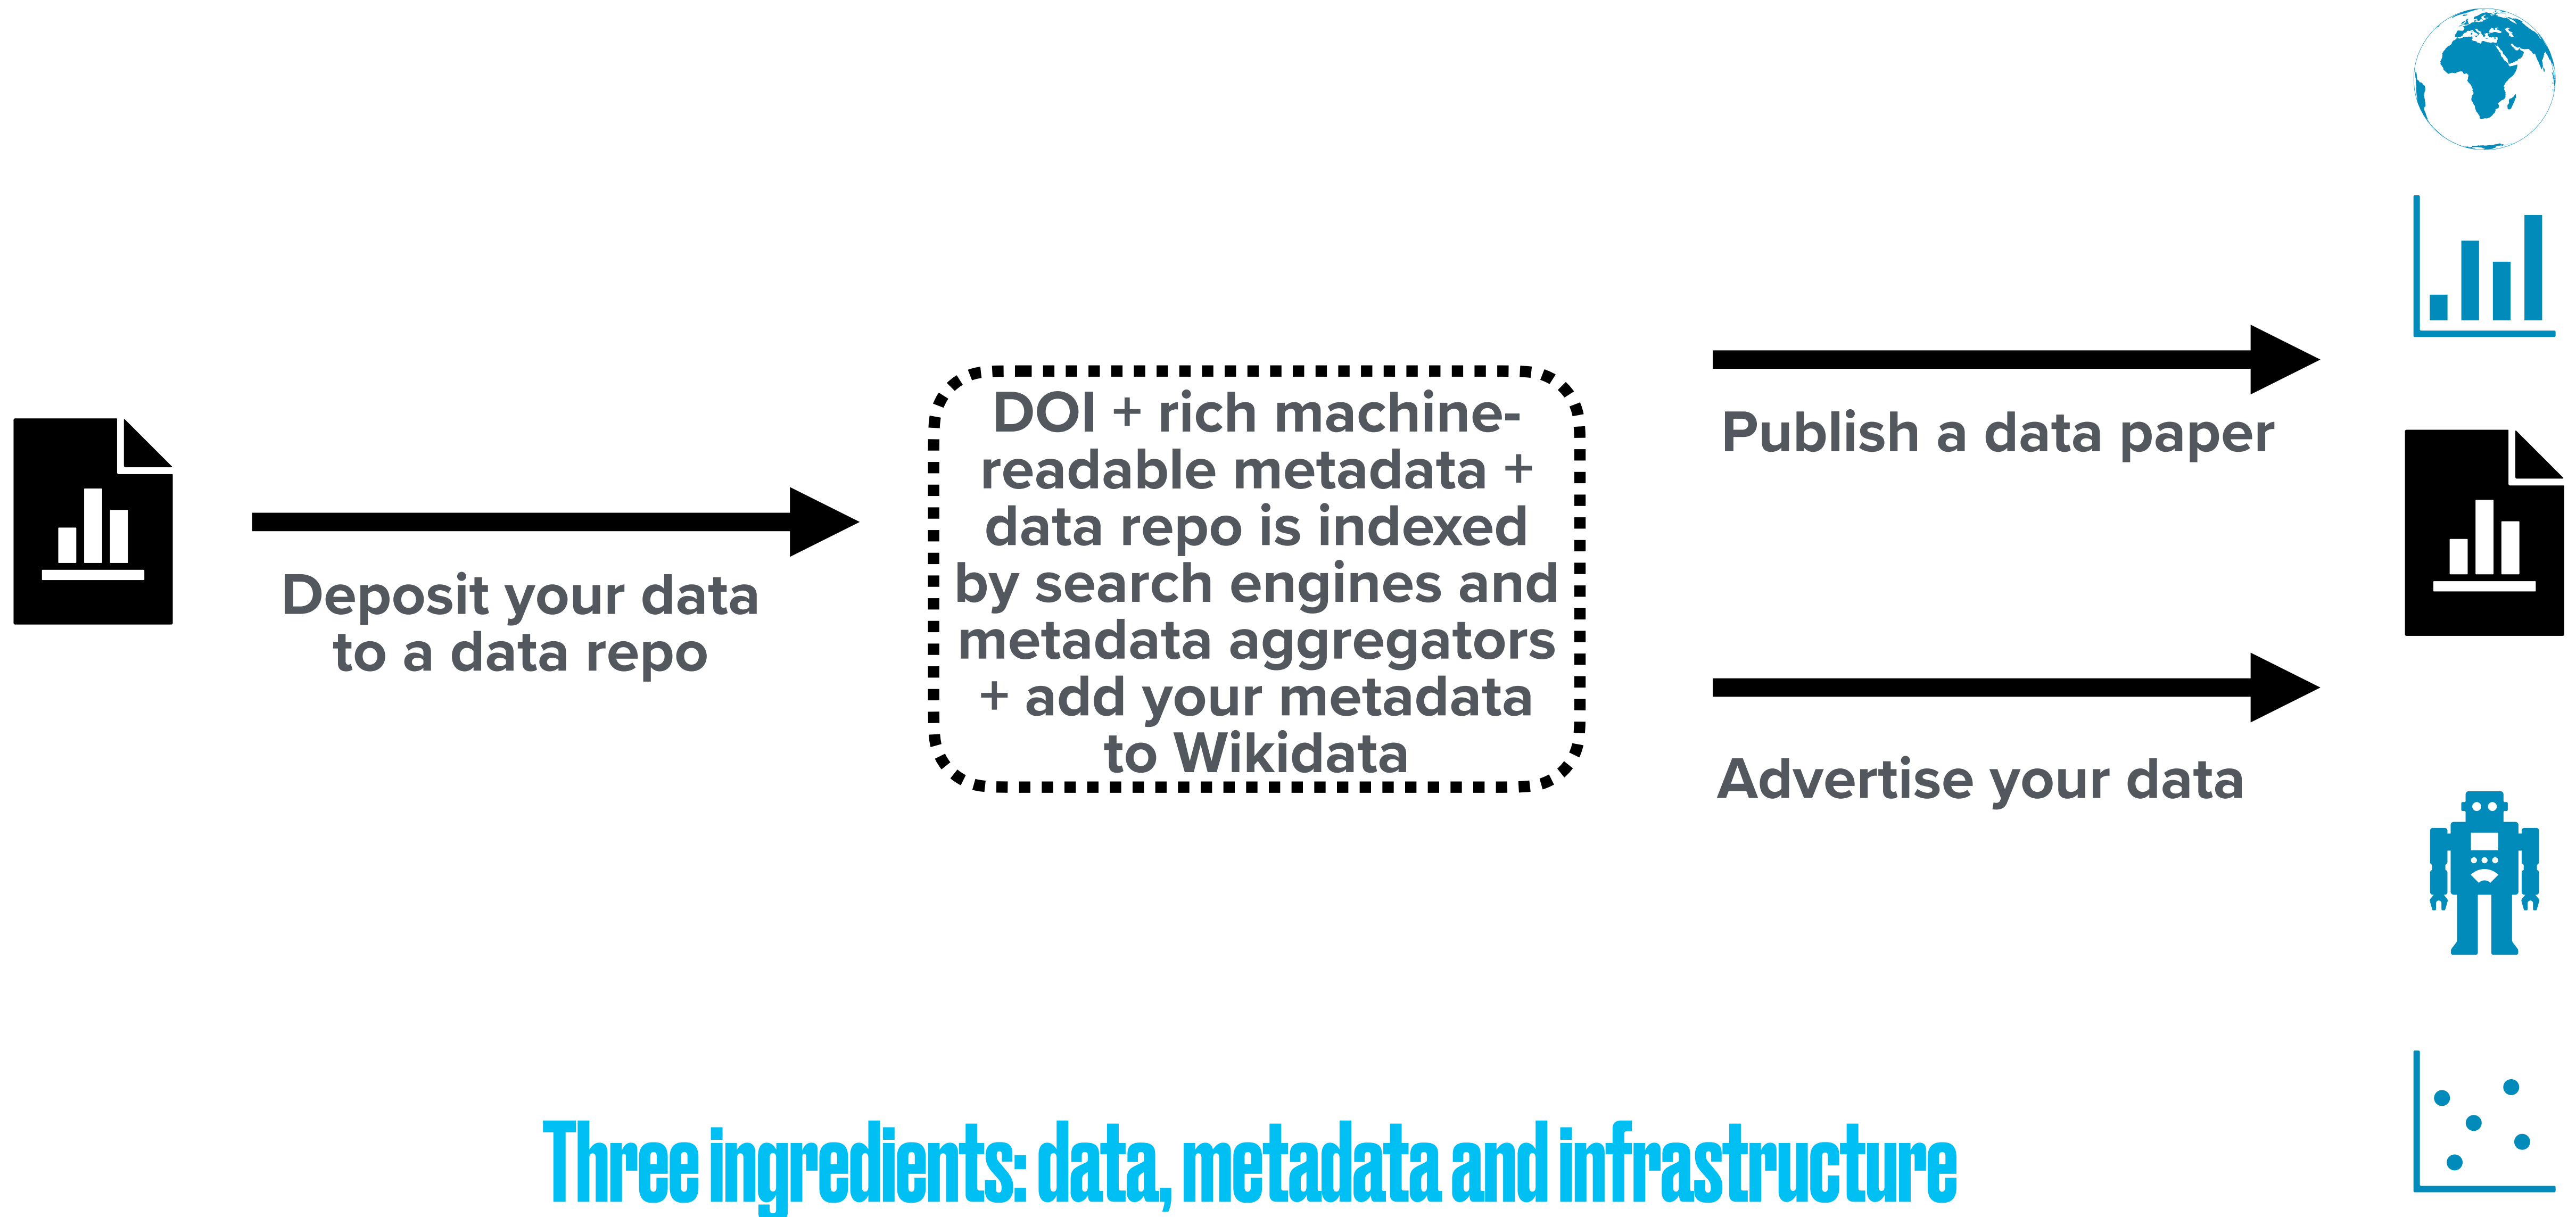 Deposit your data
to a data repo
DOI + rich machine-
readable metadata +
data repo is indexed
by search engines and
metadata aggregators
+ add your metadata
to Wikidata
Publish a data paper
Advertise your data
Three ingredients: data, metadata and infrastructure